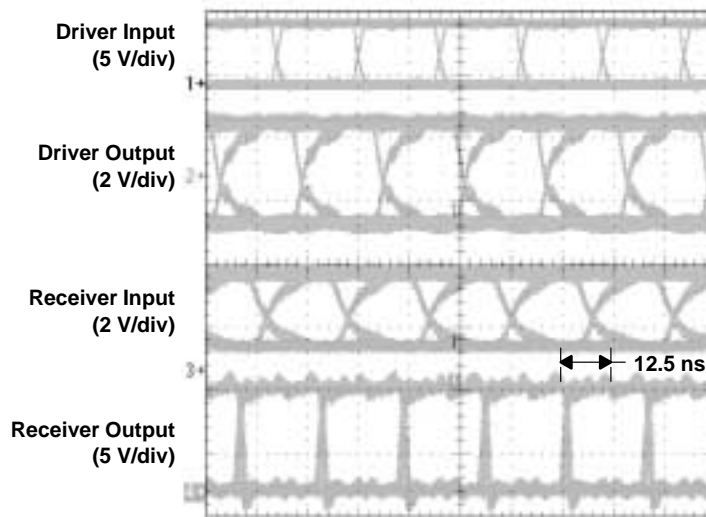 Driver Input
(5 V/div)
1
Driver Output
(2 V/div)
2
Receiver Input
(2 V/div)
12.5 ns
3
Receiver Output
(5 V/div)